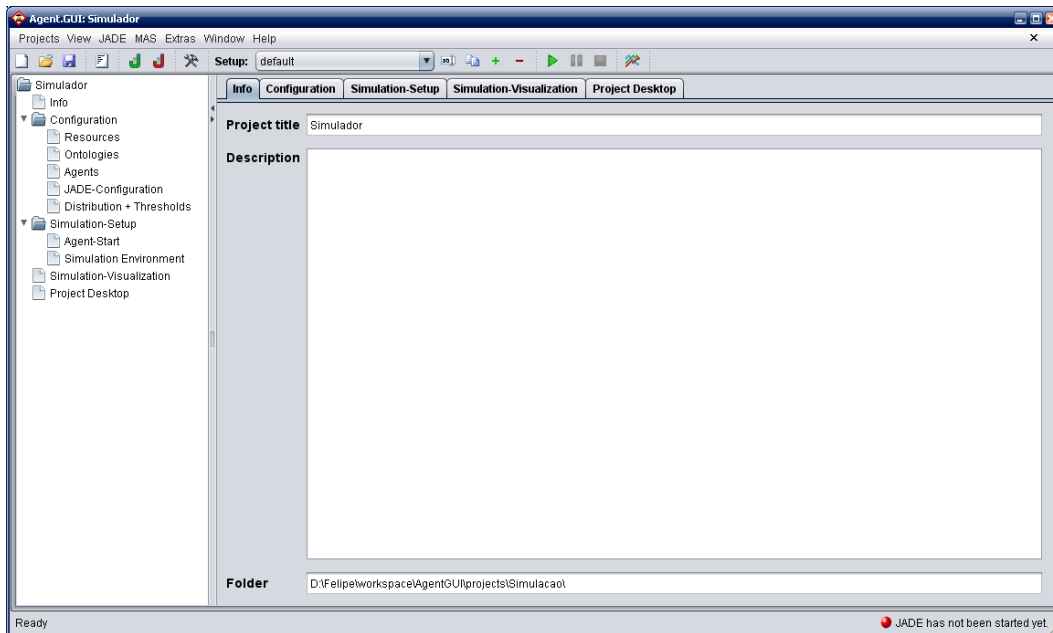 Agent.GUI: Simulador
Projects View JADE MAS Extras Window Help
Setup: default
Simulador
Info
Configuration
Resources
Ontologies
Agents
JADE-Configuration
Distribution + Thresholds
Simulation-Setup
Agent-Start
Simulation Environment
Simulation-Visualization
Project Desktop
Info Configuration Simulation-Setup Simulation-Visualization Project Desktop
Project title Simulador
Description
Folder D:\Felipe\workspace\AgentGUI\projects\Simulacao\
Ready JADE has not been started yet.